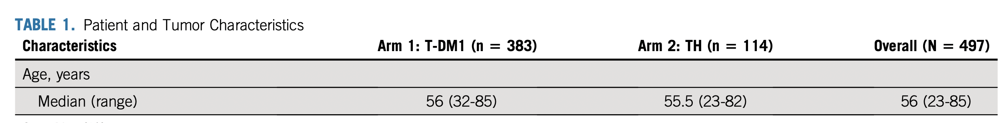 TABLE 1. Patient and Tumor Characteristics
Characteristics Arm 1: T-DM1 (n = 383) Arm 2: TH (n = 114) Overall (N = 497)
Age, years
Median (range) 56 (32-85) 55.5 (23-82) 56 (23-85)